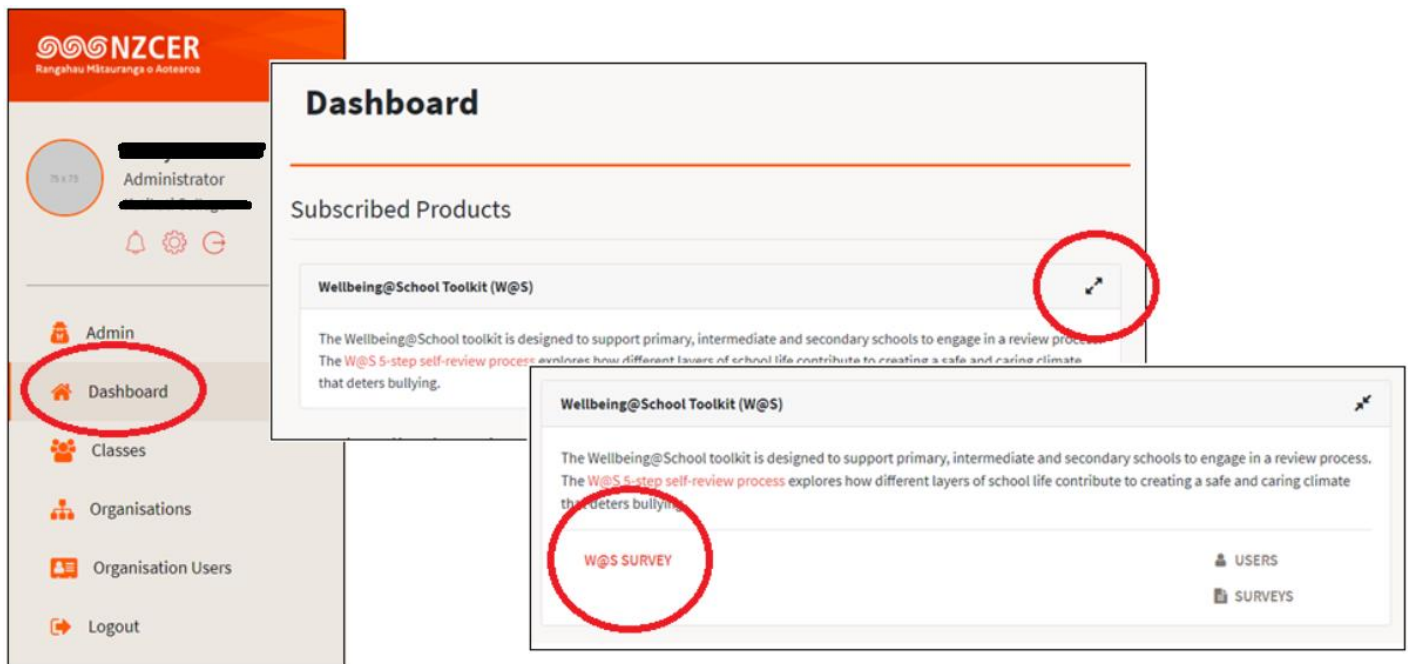 NZCER
Rangahau Mātauranga o Aotearoa
75 x 75
Administrator
Admin
Dashboard
Classes
Organisations
Organisation Users
Logout
Dashboard
Subscribed Products
Wellbeing@School Toolkit (W@S)
The Wellbeing@School toolkit is designed to support primary, intermediate and secondary schools to engage in a review process.
The W@S 5-step self-review process explores how different layers of school life contribute to creating a safe and caring climate
that deters bullying.
Wellbeing@School Toolkit (W@S)
The Wellbeing@School toolkit is designed to support primary, intermediate and secondary schools to engage in a review process.
The W@S 5-step self-review process explores how different layers of school life contribute to creating a safe and caring climate
that deters bullying.
W@S SURVEY
USERS
SURVEYS